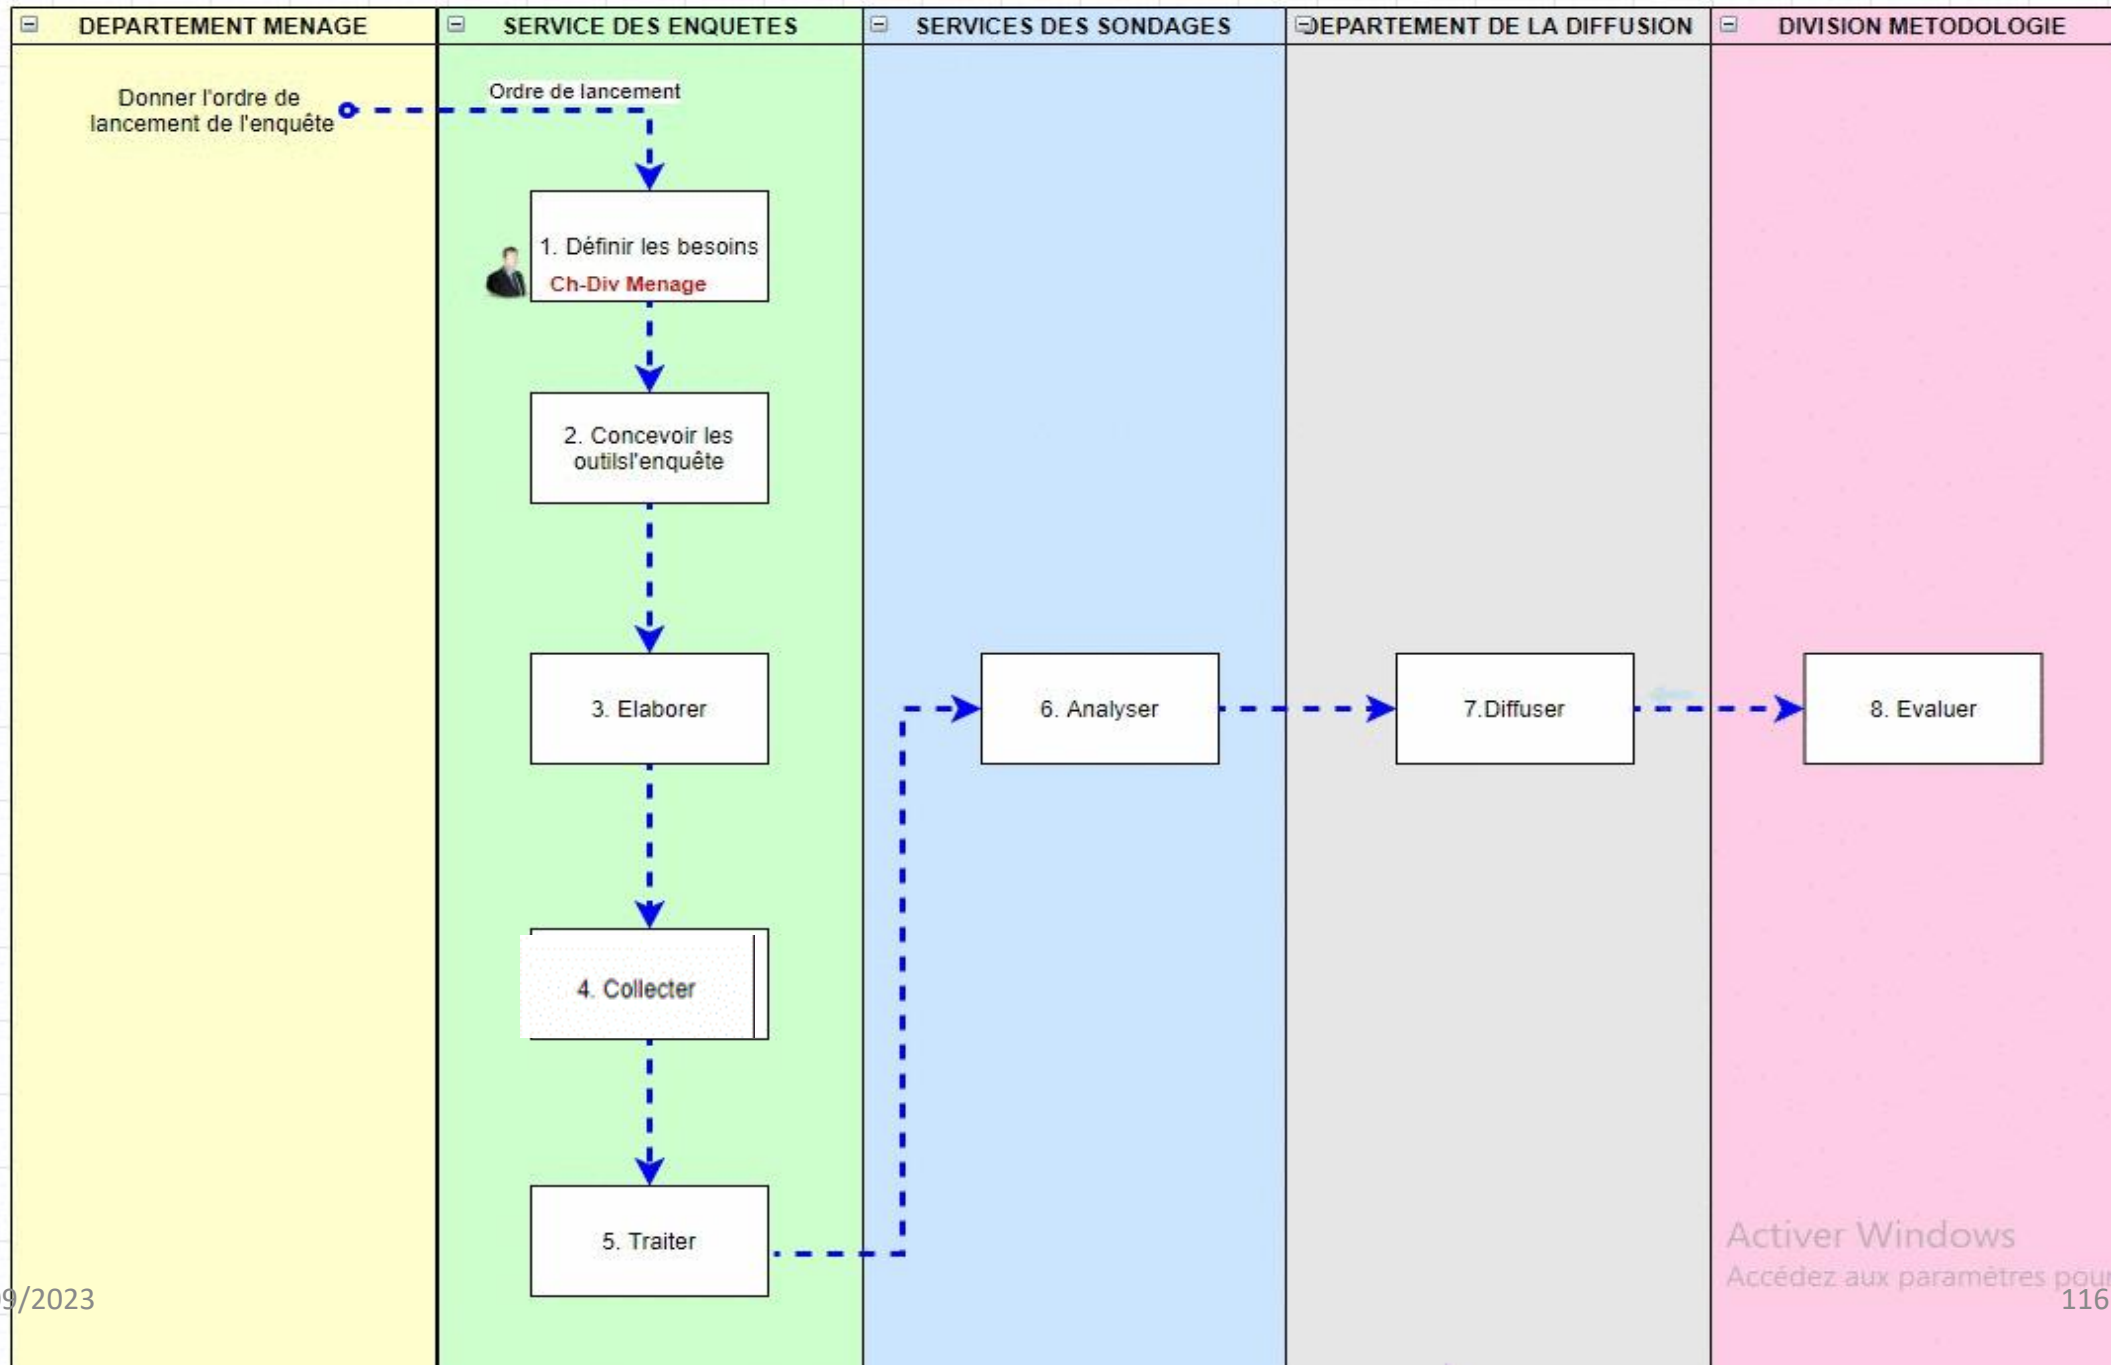 DEPARTEMENT MENAGE
SERVICE DES ENQUETES
SERVICES DES SONDAGES
DEPARTEMENT DE LA DIFFUSION
DIVISION METODOLOGIE
Donner l'ordre de
lancement de l'enquête
Ordre de lancement
1. Définir les besoins
Ch-Div Menage
2. Concevoir les
outilsl'enquête
3. Elaborer
6. Analyser
7.Diffuser
8. Evaluer
4. Collecter
5. Traiter
Activer Windows
Accédez aux paramètres pour
9/2023
116